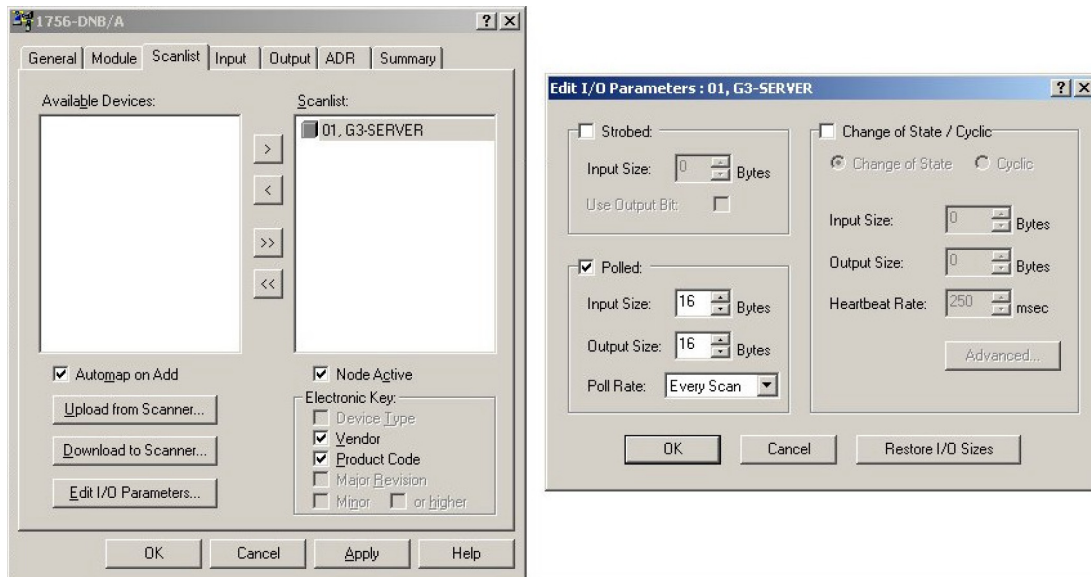 1756-DNB/A
General Module Scanlist Input Output ADR Summary
Available Devices:
Scanlist:
01, G3-SERVER
>
<
>>
<<
Automap on Add
Upload from Scanner...
Download to Scanner...
Edit I/O Parameters...
Node Active
Electronic Key:
Device Type
Vendor
Product Code
Major Revision
Minor or higher
OK Cancel Apply Help
Edit I/O Parameters : 01, G3-SERVER
Strobed:
Input Size: 0 Bytes
Use Output Bit:
Polled:
Input Size: 16 Bytes
Output Size: 16 Bytes
Poll Rate: Every Scan
Change of State / Cyclic
Change of State Cyclic
Input Size: 0 Bytes
Output Size: 0 Bytes
Heartbeat Rate: 250 msec
Advanced...
OK Cancel Restore I/O Sizes